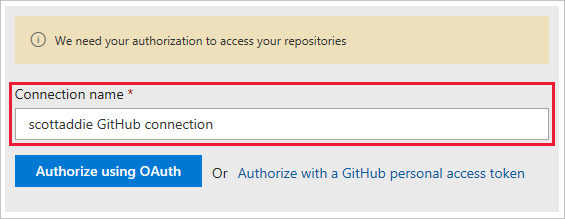 We need your authorization to access your repositories
Connection name *
scottaddie GitHub connection
Authorize using OAuth Or Authorize with a GitHub personal access token